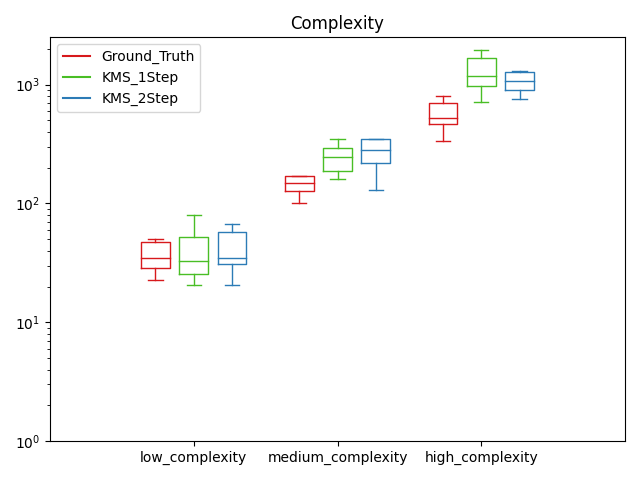 Complexity
Ground_Truth
KMS_1Step
KMS_2Step
10³
10²
10¹
10⁰
low_complexity medium_complexity high_complexity